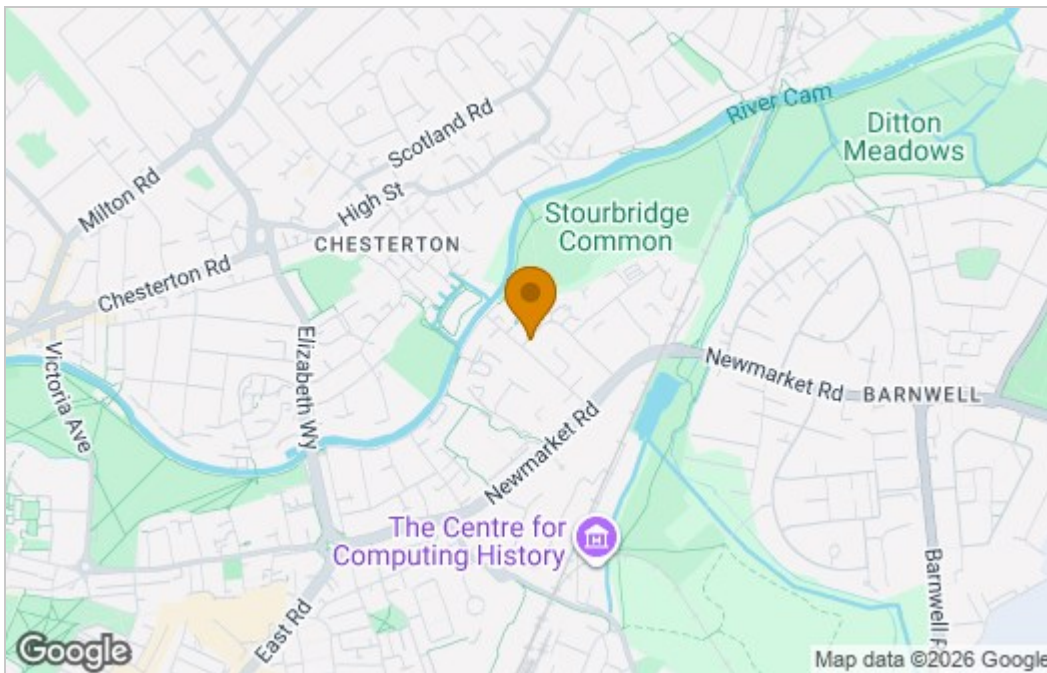 River Cam
Ditton
Meadows
Scotland Rd
Milton Rd
High St
Stourbridge
Common
CHESTERTON
Chesterton Rd
Elizabeth Wy
Victoria Ave
Newmarket Rd
BARNWELL
Newmarket Rd
The Centre for
Computing History
East Rd
Barnwell R
Google
Map data ©2026 Google